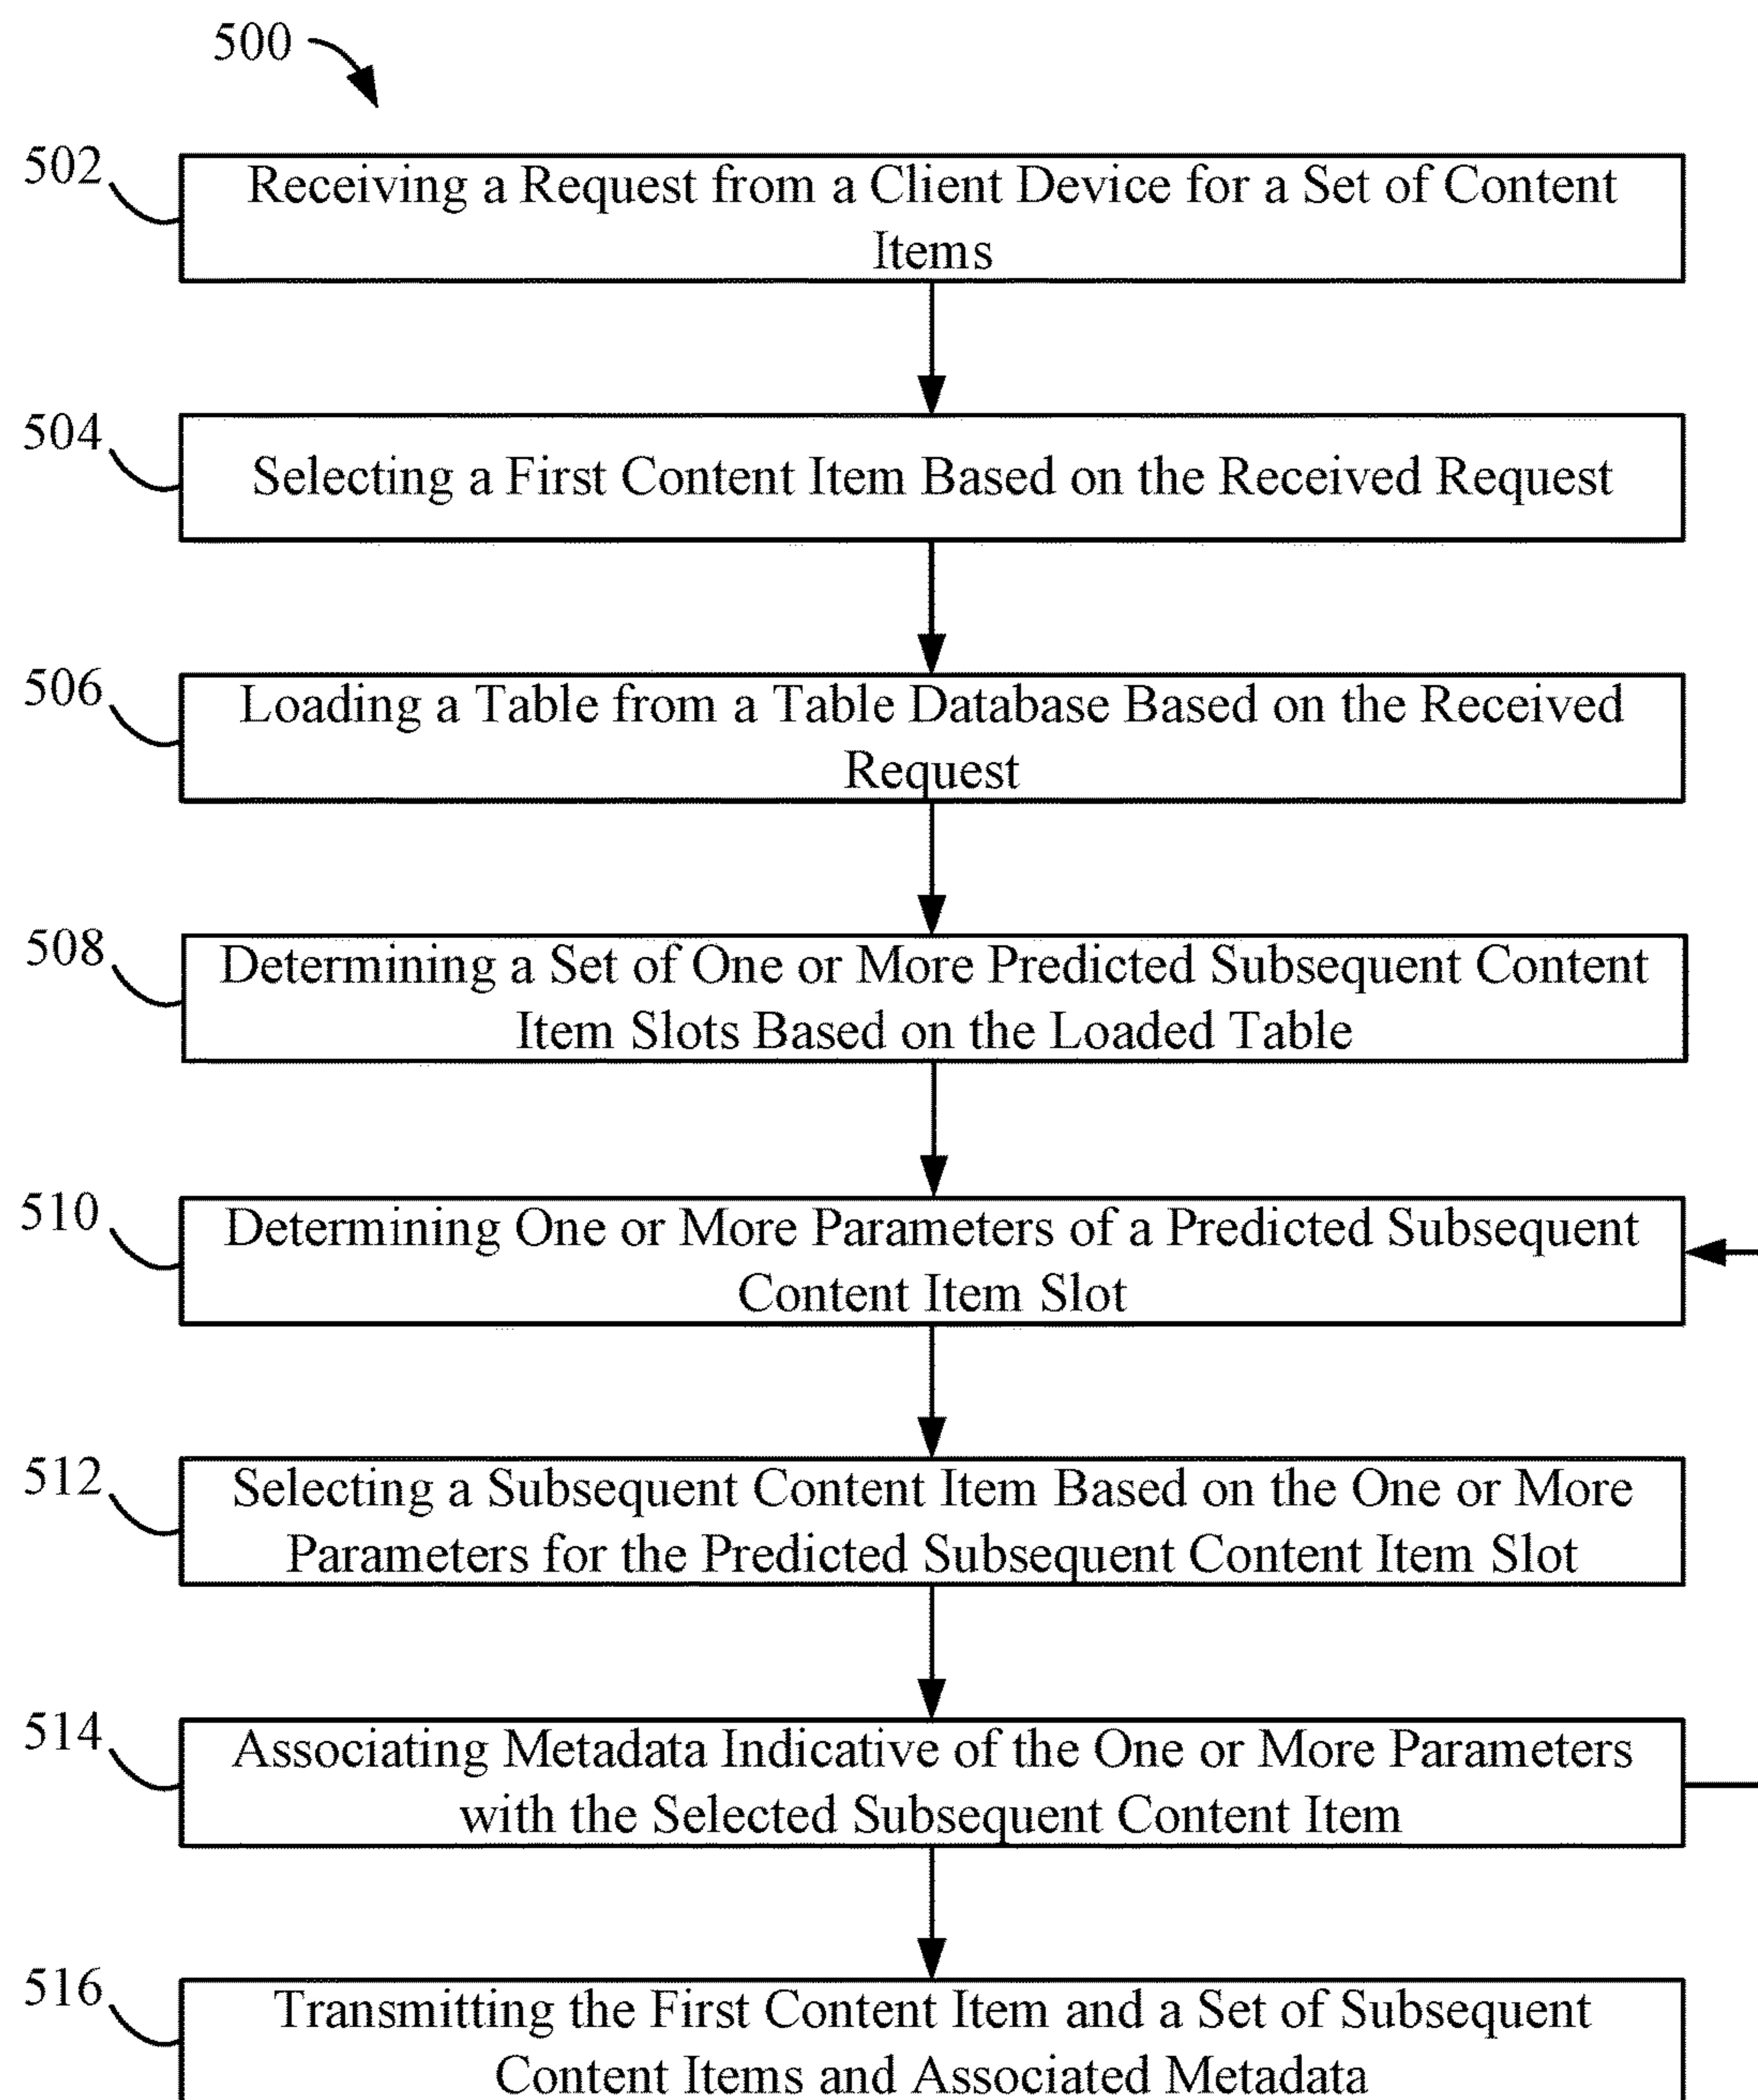 500
502
Receiving a Request from a Client Device for a Set of Content
Items
504
Selecting a First Content Item Based on the Received Request
506
Loading a Table from a Table Database Based on the Received
Request
508
Determining a Set of One or More Predicted Subsequent Content
Item Slots Based on the Loaded Table
510
Determining One or More Parameters of a Predicted Subsequent
Content Item Slot
512
Selecting a Subsequent Content Item Based on the One or More
Parameters for the Predicted Subsequent Content Item Slot
514
Associating Metadata Indicative of the One or More Parameters
with the Selected Subsequent Content Item
516
Transmitting the First Content Item and a Set of Subsequent
Content Items and Associated Metadata